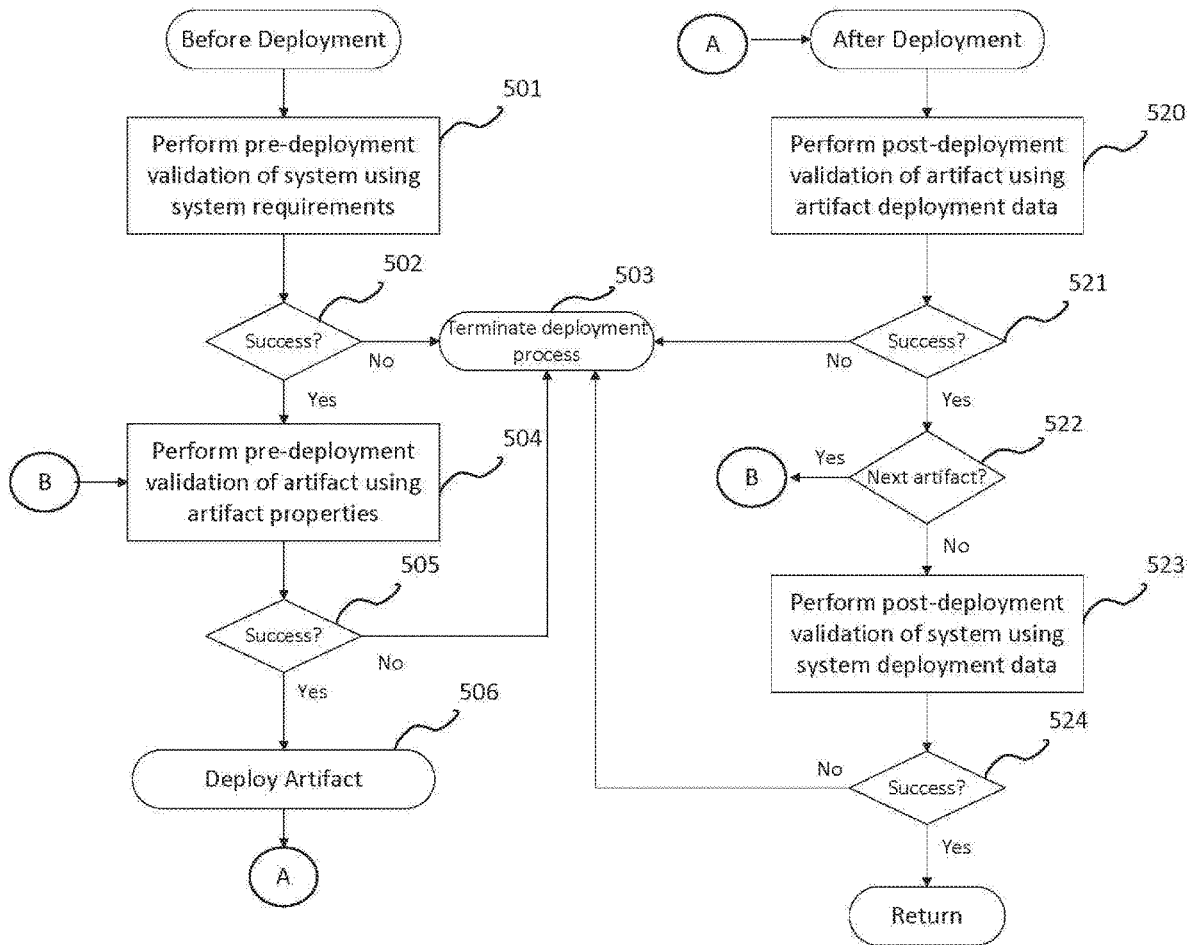 Before Deployment
501
Perform pre-deployment
validation of system using
system requirements
502
Success?
No
Yes
503
Terminate deployment
process
B
Perform pre-deployment
validation of artifact using
artifact properties
504
505
Success?
No
Yes
506
Deploy Artifact
A
A
After Deployment
520
Perform post-deployment
validation of artifact using
artifact deployment data
521
Success?
No
Yes
522
Next artifact?
Yes
B
No
523
Perform post-deployment
validation of system using
system deployment data
524
Success?
No
Yes
Return